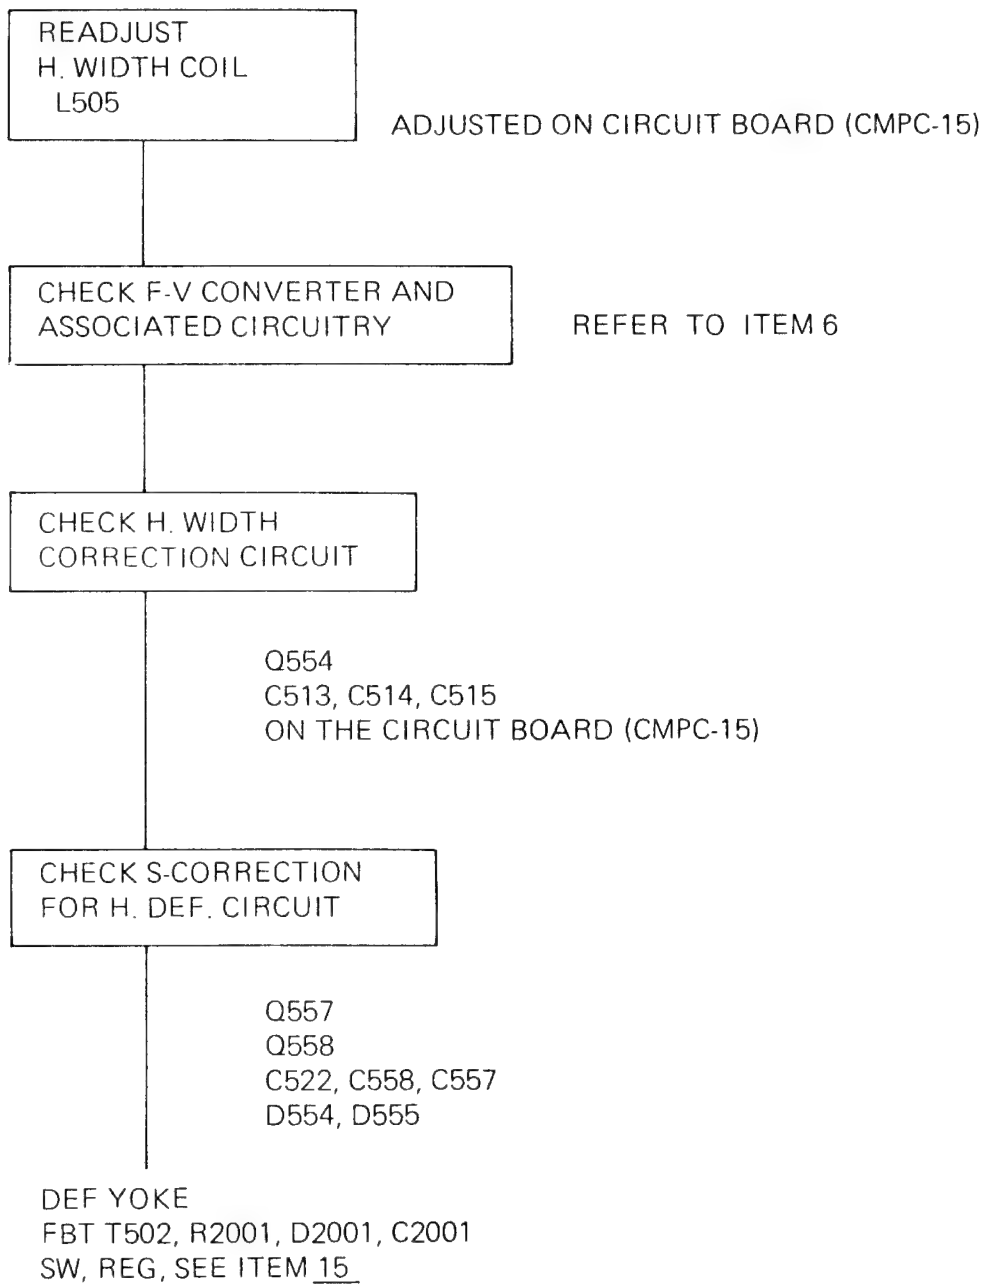 READJUST
H. WIDTH COIL
L505
ADJUSTED ON CIRCUIT BOARD (CMPC-15)
CHECK F-V CONVERTER AND
ASSOCIATED CIRCUITRY
REFER TO ITEM 6
CHECK H. WIDTH
CORRECTION CIRCUIT
Q554
C513, C514, C515
ON THE CIRCUIT BOARD (CMPC-15)
CHECK S-CORRECTION
FOR H. DEF. CIRCUIT
Q557
Q558
C522, C558, C557
D554, D555
DEF YOKE
FBT T502, R2001, D2001, C2001
SW, REG, SEE ITEM 15